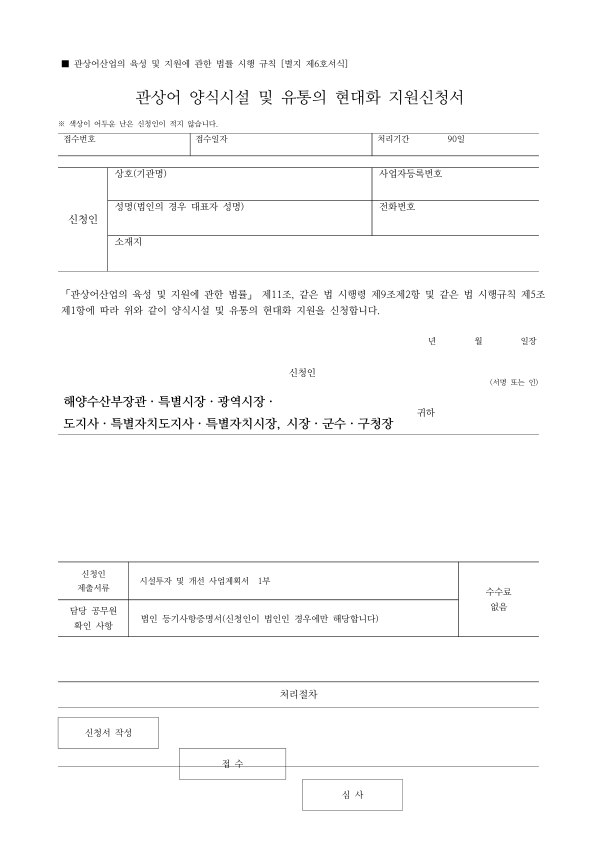 ■ 관상어산업의 육성 및 지원에 관한 법률 시행 규칙 [별지 제6호서식]
관상어 양식시설 및 유통의 현대화 지원신청서
※ 색상이 어두운 난은 신청인이 적지 않습니다.
접수번호 접수일자 처리기간 90일
상호(기관명) 사업자등록번호
성명(법인의 경우 대표자 성명) 전화번호
신청인
소재지
「관상어산업의 육성 및 지원에 관한 법률」 제11조, 같은 법 시행령 제9조제2항 및 같은 법 시행규칙 제5조
제1항에 따라 위와 같이 양식시설 및 유통의 현대화 지원을 신청합니다.
년 월 일장
신청인
(서명 또는 인)
해양수산부장관ㆍ특별시장ㆍ광역시장ㆍ
귀하
도지사ㆍ특별자치도지사ㆍ특별자치시장, 시장ㆍ군수ㆍ구청장
신청인
제출서류
시설투자 및 개선 사업계획서 1부
수수료
없음
담당 공무원
확인 사항
법인 등기사항증명서(신청인이 법인인 경우에만 해당합니다)
처리절차
신청서 작성
접 수
심 사